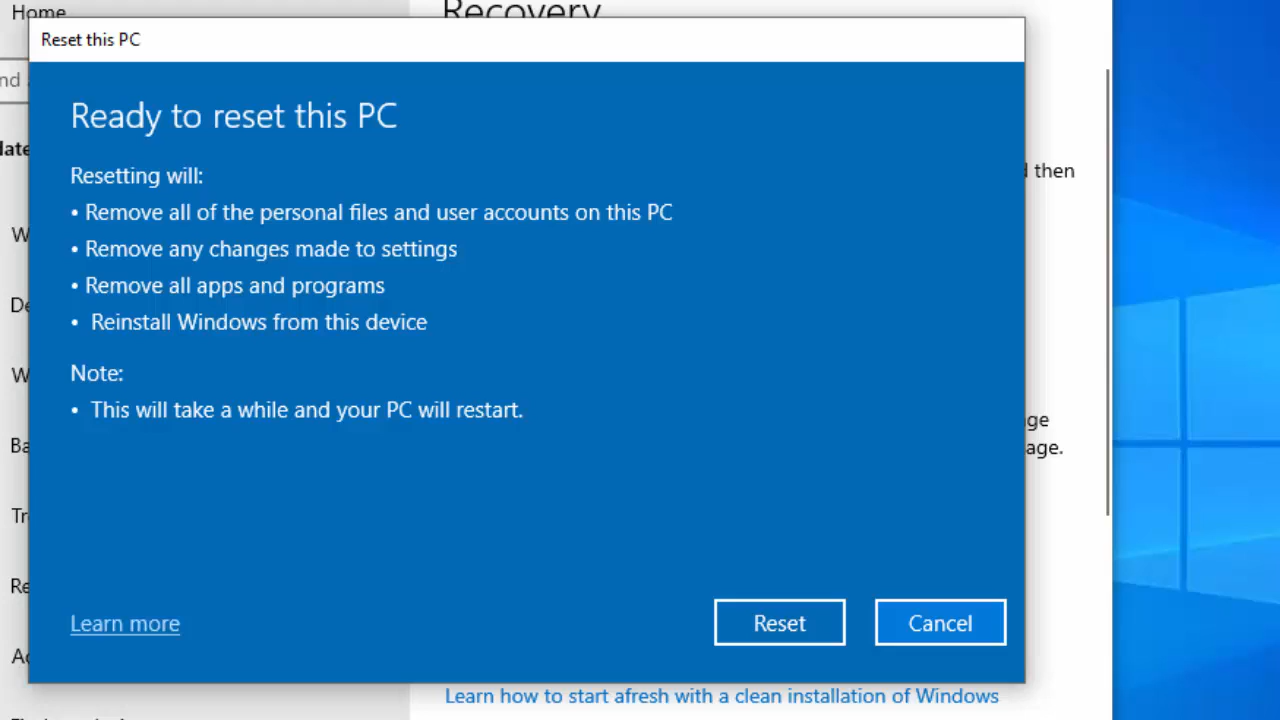 Home
Recovery
Reset this PC
Ready to reset this PC
Resetting will:
• Remove all of the personal files and user accounts on this PC
• Remove any changes made to settings
• Remove all apps and programs
• Reinstall Windows from this device
Note:
• This will take a while and your PC will restart.
then
Learn more
Reset
Cancel
Learn how to start afresh with a clean installation of Windows